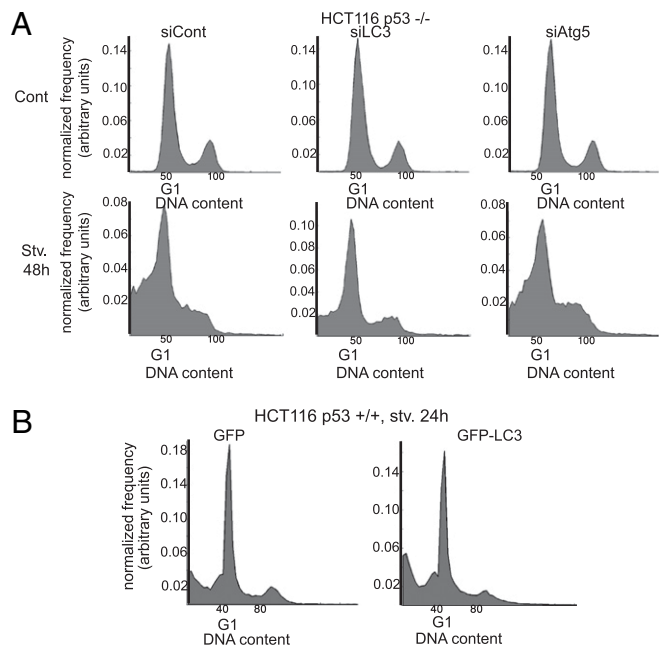 A
HCT116 p53 -/-
siCont
siLC3
siAtg5
Cont
normalized frequency
(arbitrary units)
0.14
0.10
0.06
0.02
50
100
G1
DNA content
0.14
0.10
0.06
0.02
50
100
G1
DNA content
0.14
0.10
0.06
0.02
50
100
G1
DNA content
Stv.
48h
normalized frequency
(arbitrary units)
0.08
0.06
0.04
0.02
50
100
G1
DNA content
0.10
0.08
0.06
0.04
0.02
50
100
G1
DNA content
0.08
0.06
0.04
0.02
50
100
G1
DNA content
B
HCT116 p53 +/+, stv. 24h
GFP
GFP-LC3
normalized frequency
(arbitrary units)
0.18
0.14
0.10
0.06
0.02
40
80
G1
DNA content
0.14
0.10
0.06
0.02
40
80
G1
DNA content